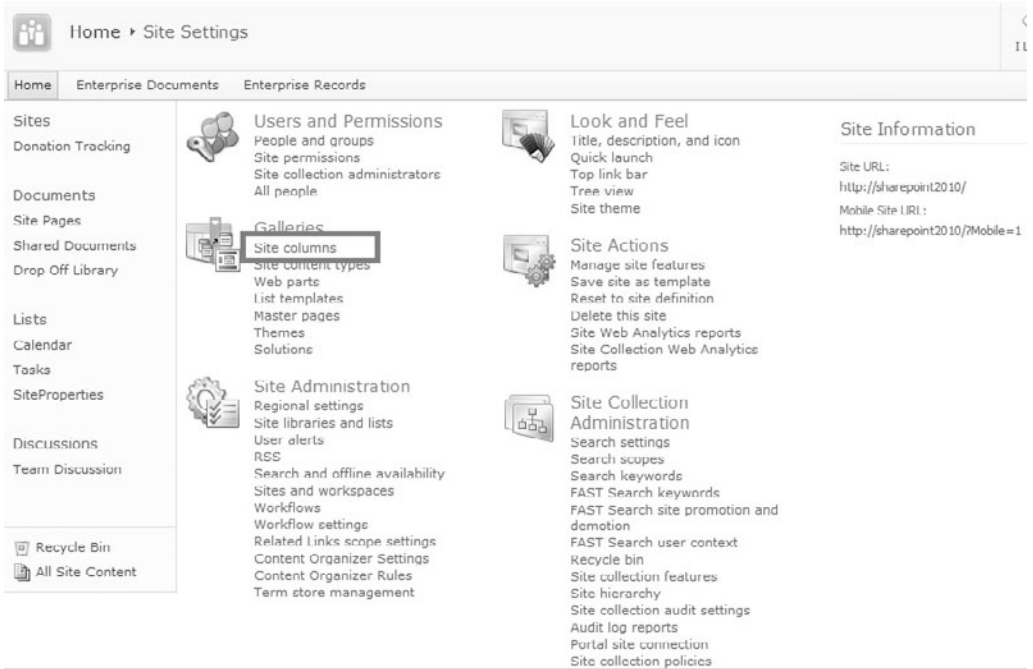 Home ▸ Site Settings
Home
Enterprise Documents
Enterprise Records
Sites
Donation Tracking
Documents
Site Pages
Shared Documents
Drop Off Library
Lists
Calendar
Tasks
SiteProperties
Discussions
Team Discussion
Recycle Bin
All Site Content
Users and Permissions
People and groups
Site permissions
Site collection administrators
All people
Galleries
Site columns
Site content types
Web parts
List templates
Master pages
Themes
Solutions
Site Administration
Regional settings
Site libraries and lists
User alerts
RSS
Search and offline availability
Sites and workspaces
Workflows
Workflow settings
Related Links scope settings
Content Organizer Settings
Content Organizer Rules
Term store management
Look and Feel
Title, description, and icon
Quick launch
Top link bar
Tree view
Site theme
Site Actions
Manage site features
Save site as template
Reset to site definition
Delete this site
Site Web Analytics reports
Site Collection Web Analytics
reports
Site Collection
Administration
Search settings
Search scopes
Search keywords
FAST Search keywords
FAST Search site promotion and
demotion
FAST Search user context
Recycle bin
Site collection features
Site hierarchy
Site collection audit settings
Audit log reports
Portal site connection
Site collection policies
Site Information
Site URL:
http://sharepoint2010/
Mobile Site URL:
http://sharepoint2010/?Mobile=1